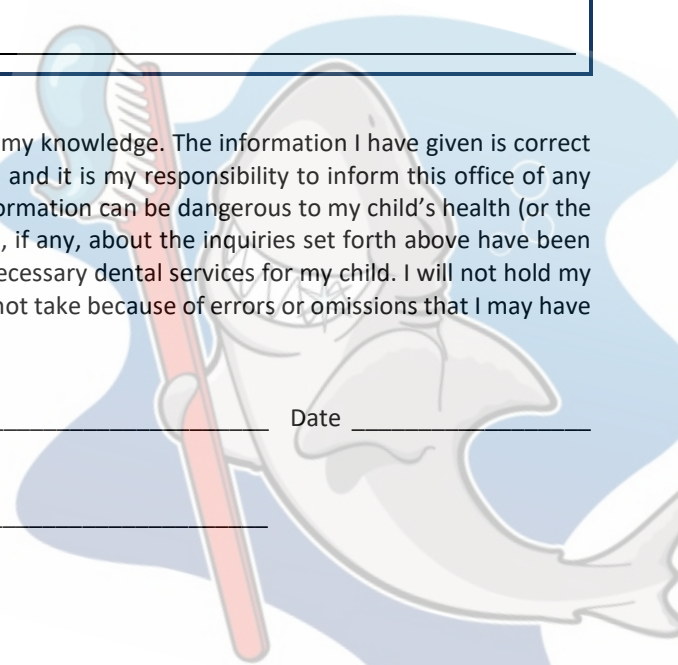 my knowledge. The information I have given is correct
and it is my responsibility to inform this office of any
ormation can be dangerous to my child’s health (or the
, if any, about the inquiries set forth above have been
ecessary dental services for my child. I will not hold my
not take because of errors or omissions that I may have
Date